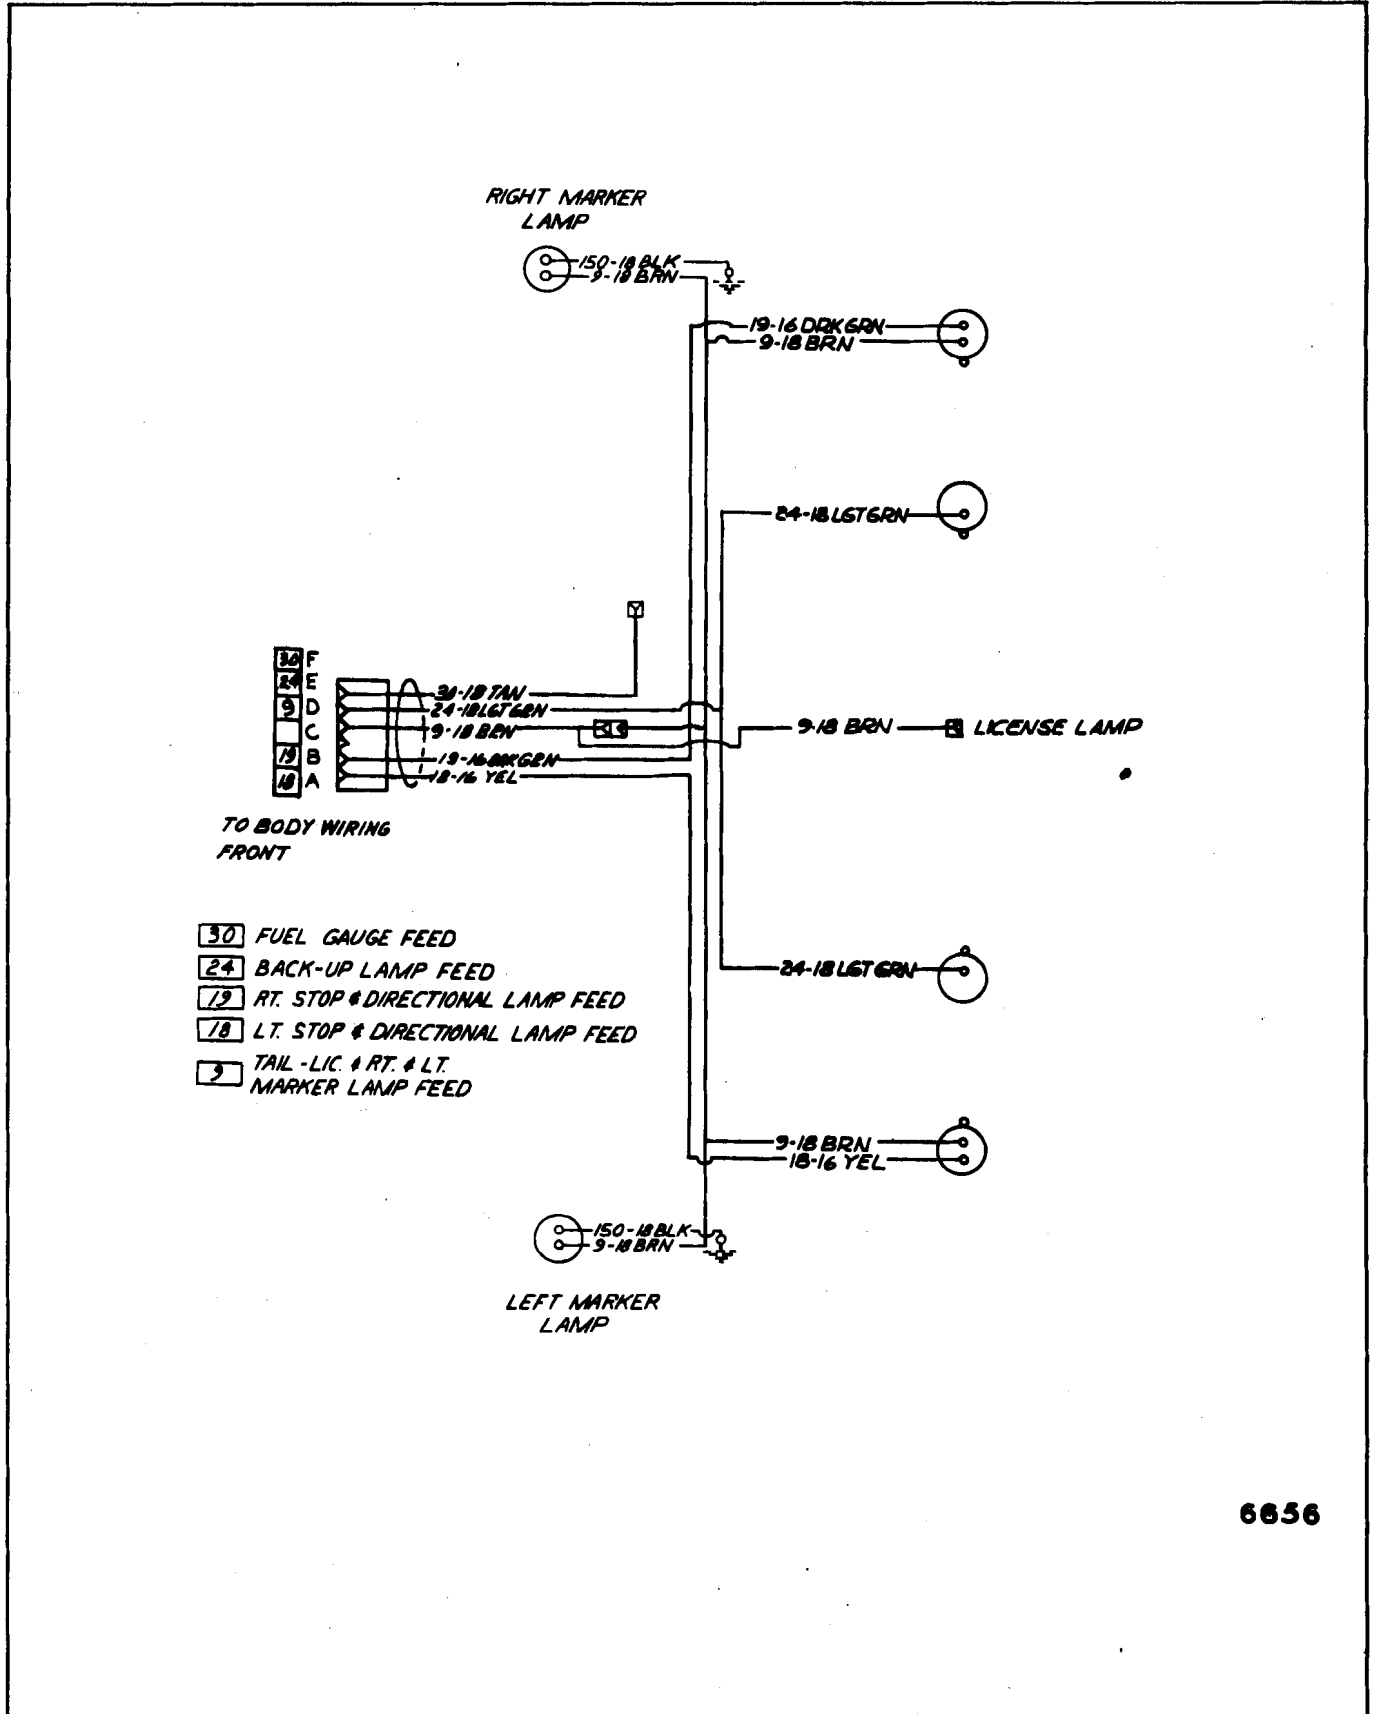 RIGHT MARKER
LAMP
150-18 BLK
9-18 BRN
19-16 DRK GRN
9-18 BRN
24-18 LGT GRN
30 F
24 E
9 D
C
19 B
18 A
30-18 TAN
24-18 LGT GRN
9-18 BRN
19-16 DRK GRN
18-16 YEL
9-18 BRN
LICENSE LAMP
TO BODY WIRING
FRONT
30 FUEL GAUGE FEED
24 BACK-UP LAMP FEED
19 RT. STOP & DIRECTIONAL LAMP FEED
18 LT. STOP & DIRECTIONAL LAMP FEED
9 TAIL -LIC. & RT. & LT.
MARKER LAMP FEED
24-18 LGT GRN
9-18 BRN
18-16 YEL
150-18 BLK
9-18 BRN
LEFT MARKER
LAMP
6656